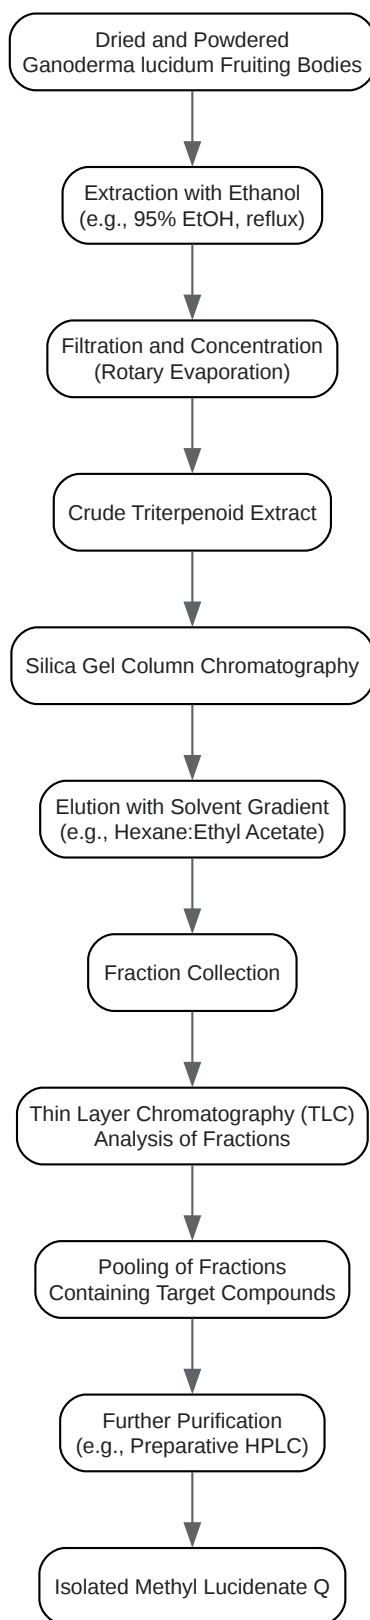 Dried and Powdered
Ganoderma lucidum Fruiting Bodies
Extraction with Ethanol
(e.g., 95% EtOH, reflux)
Filtration and Concentration
(Rotary Evaporation)
Crude Triterpenoid Extract
Silica Gel Column Chromatography
Elution with Solvent Gradient
(e.g., Hexane:Ethyl Acetate)
Fraction Collection
Thin Layer Chromatography (TLC)
Analysis of Fractions
Pooling of Fractions
Containing Target Compounds
Further Purification
(e.g., Preparative HPLC)
Isolated Methyl Lucidenate Q